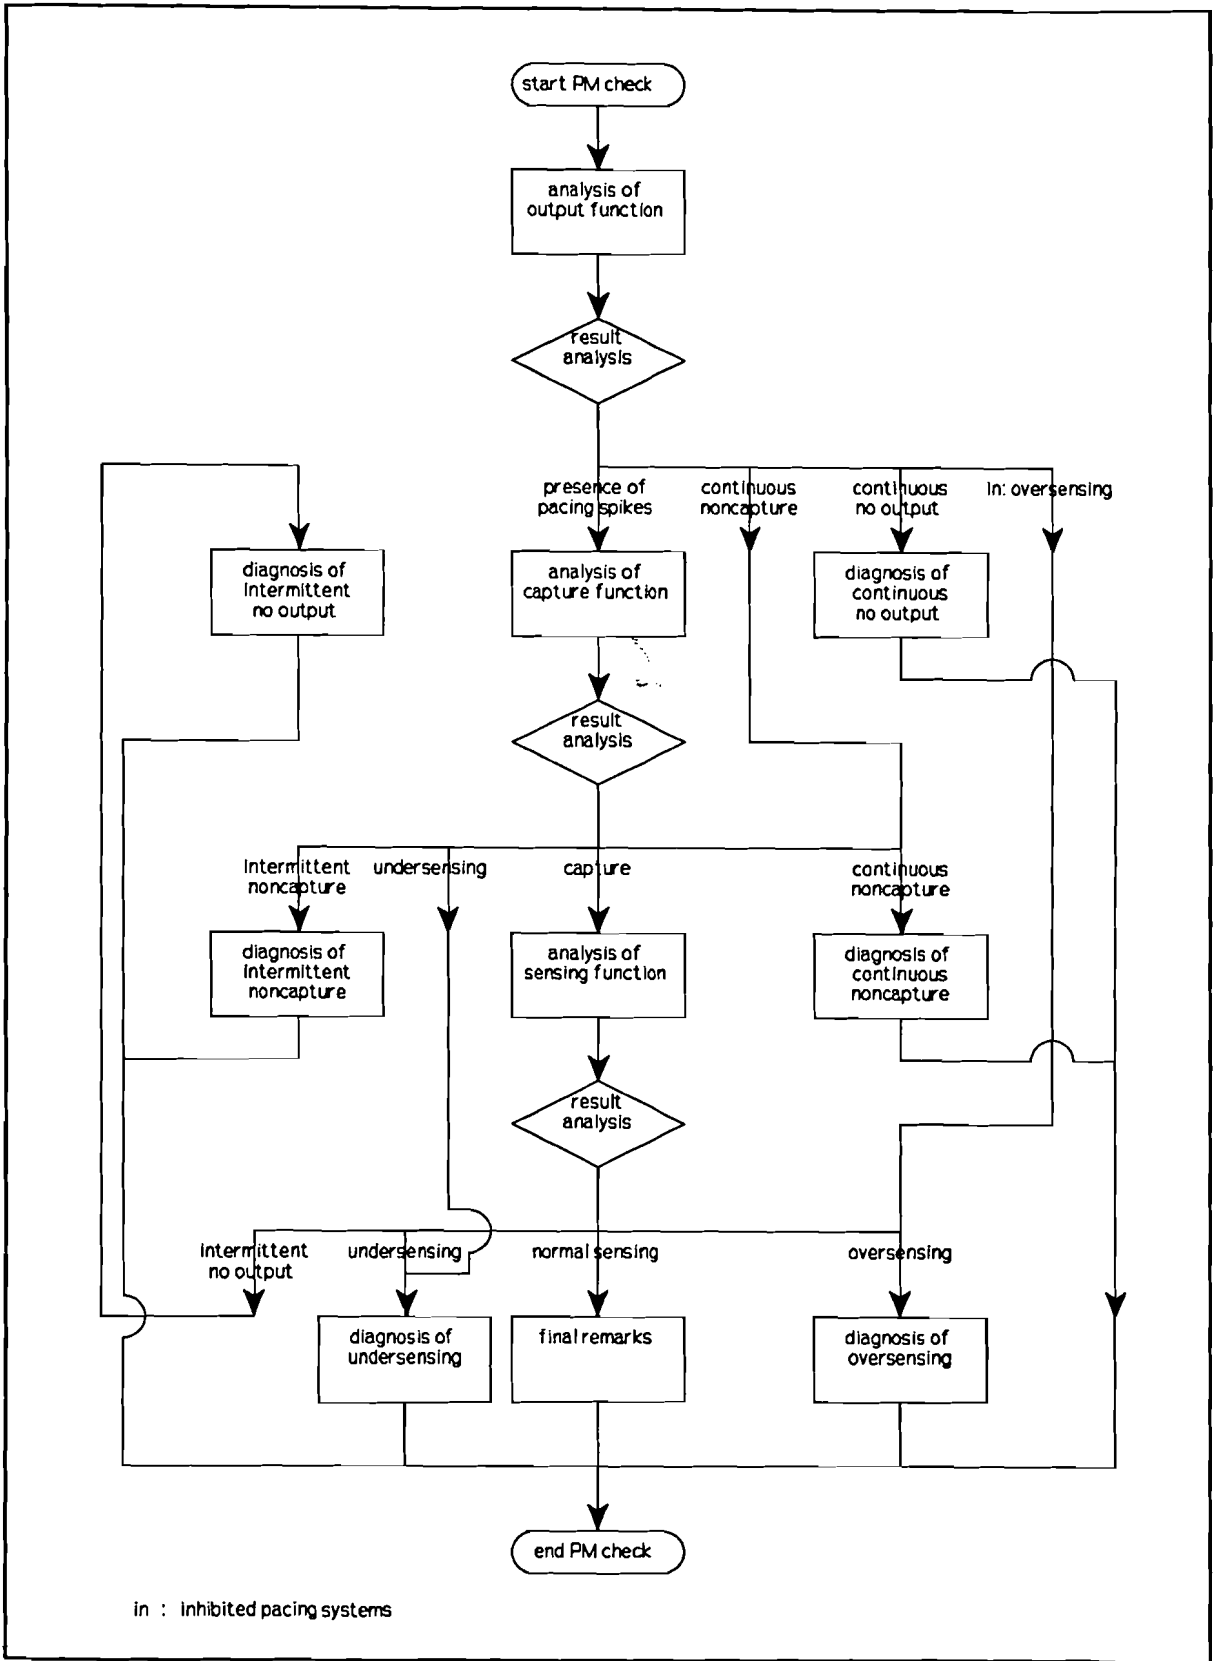 start PM check
analysis of
output function
result
analysis
presence of
pacing spikes
continuous
noncapture
continuous
no output
in: oversensing
diagnosis of
intermittent
no output
analysis of
capture function
diagnosis of
continuous
no output
result
analysis
intermittent
noncapture
undersensing
capture
continuous
noncapture
diagnosis of
intermittent
noncapture
analysis of
sensing function
diagnosis of
continuous
noncapture
result
analysis
intermittent
no output
undersensing
normal sensing
oversensing
diagnosis of
undersensing
final remarks
diagnosis of
oversensing
end PM check
in : inhibited pacing systems